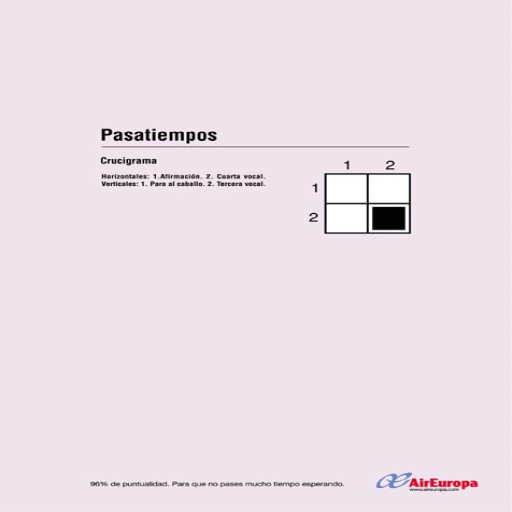 Pasatiempos
Crucigrama
Horizontales: 1.Afirmación. 2. Cuarta vocal.
Verticales: 1. Para al caballo. 2. Tercera vocal.
1 2
1
2
96% de puntualidad. Para que no pases mucho tiempo esperando.
AirEuropa
www.aireuropa.com